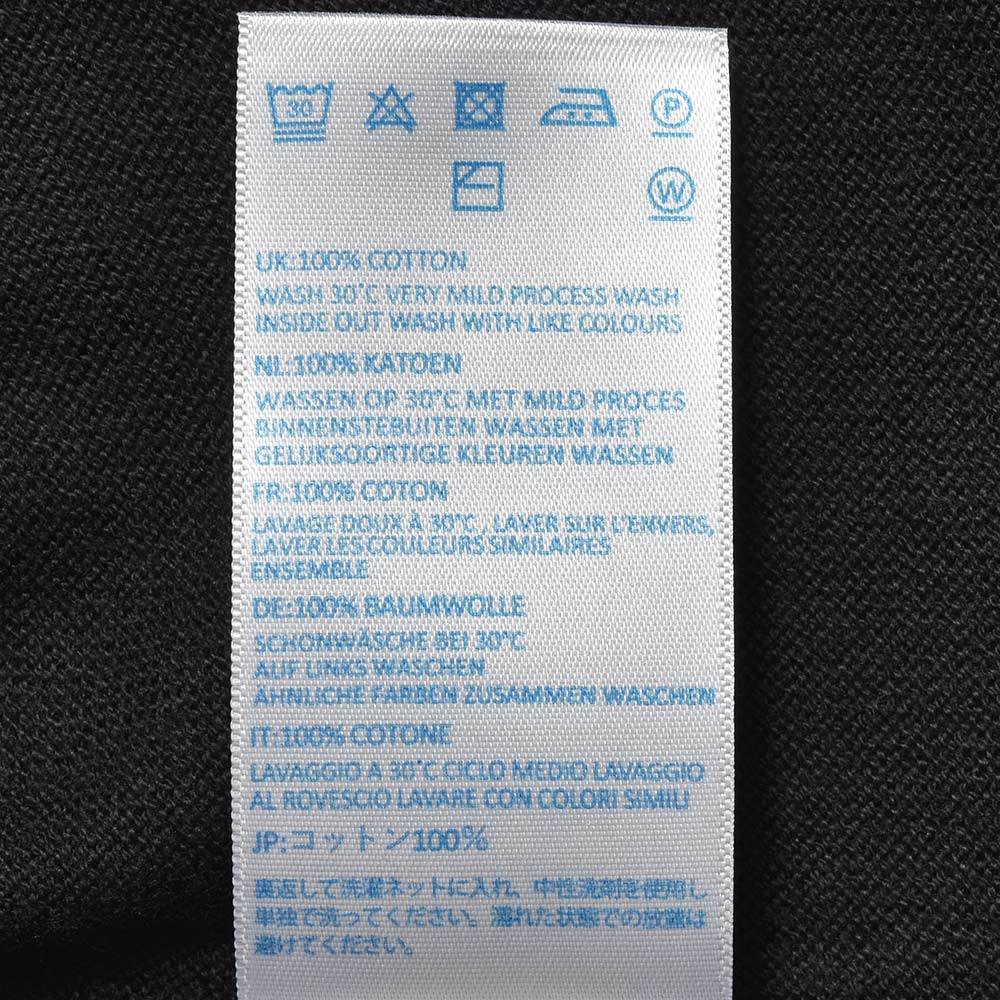 30
P
W
UK:100% COTTON
WASH 30°C VERY MILD PROCESS WASH
INSIDE OUT WASH WITH LIKE COLOURS
NL:100% KATOEN
WASSEN OP 30°C MET MILD PROCES
BINNENSTEBUITEN WASSEN MET
GELIJKSOORTIGE KLEUREN WASSEN
FR:100% COTON
LAVAGE DOUX À 30°C, LAVER SUR L'ENVERS,
LAVER LES COULEURS SIMILAIRES
ENSEMBLE
DE:100% BAUMWOLLE
SCHONWÄSCHE BEI 30°C
AUF LINKS WASCHEN
ÄHNLICHE FARBEN ZUSAMMEN WASCHEN
IT:100% COTONE
LAVAGGIO A 30°C CICLO MEDIO LAVAGGIO
AL ROVESCIO LAVARE CON COLORI SIMILI
JP:コットン100%
裏返して洗濯ネットに入れ、中性洗剤を使用し
単独で洗ってください。濡れた状態での放置は
避けてください。